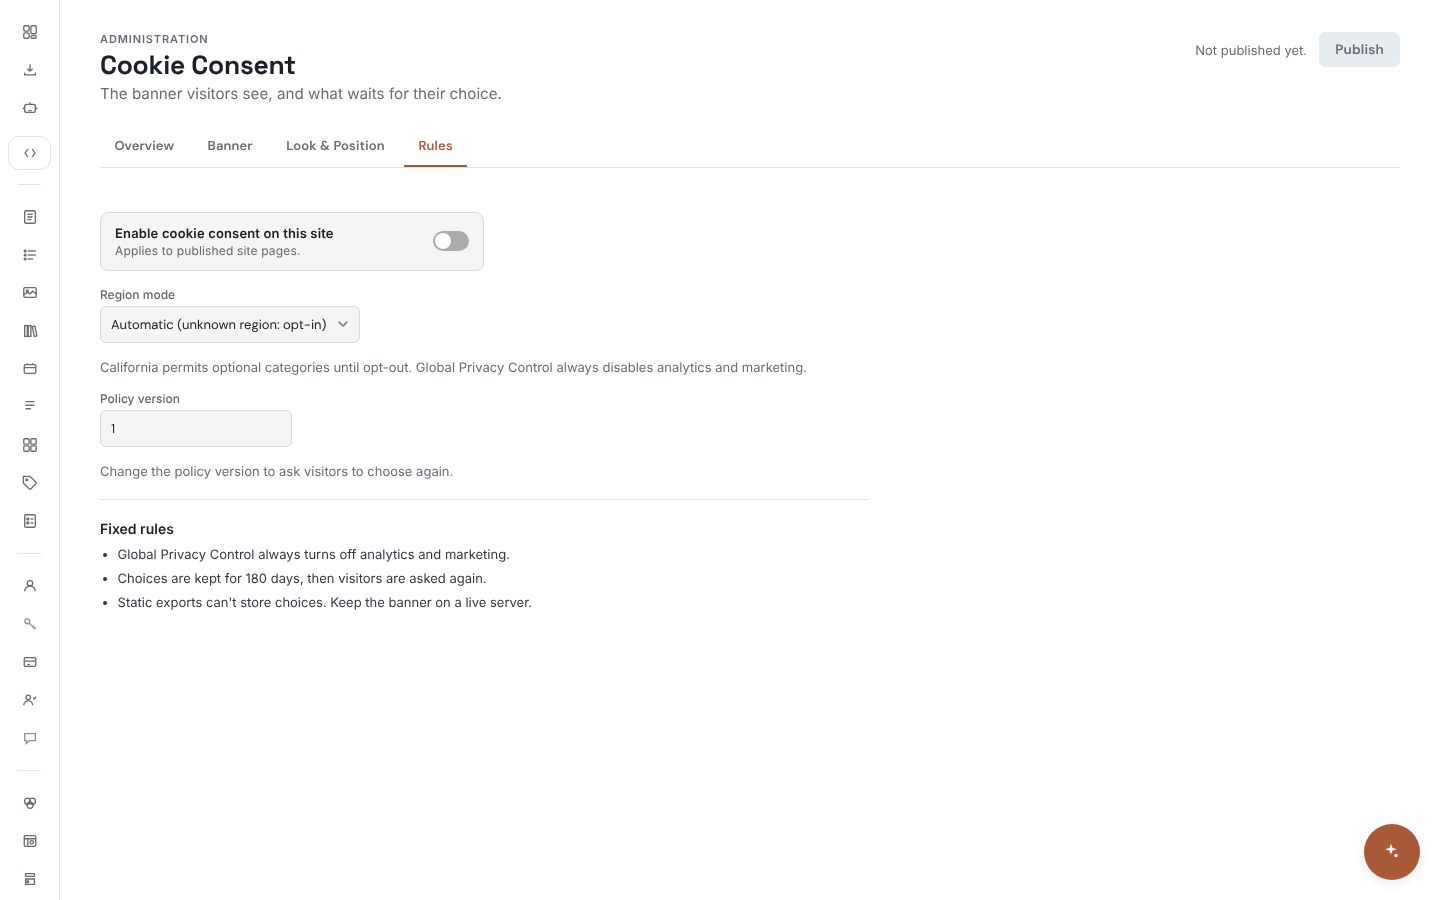 ADMINISTRATION
Cookie Consent
The banner visitors see, and what waits for their choice.
Not published yet.
Publish
Overview
Banner
Look & Position
Rules
Enable cookie consent on this site
Applies to published site pages.
Region mode
Automatic (unknown region: opt-in)
California permits optional categories until opt-out. Global Privacy Control always disables analytics and marketing.
Policy version
1
Change the policy version to ask visitors to choose again.
Fixed rules
• Global Privacy Control always turns off analytics and marketing.
• Choices are kept for 180 days, then visitors are asked again.
• Static exports can't store choices. Keep the banner on a live server.